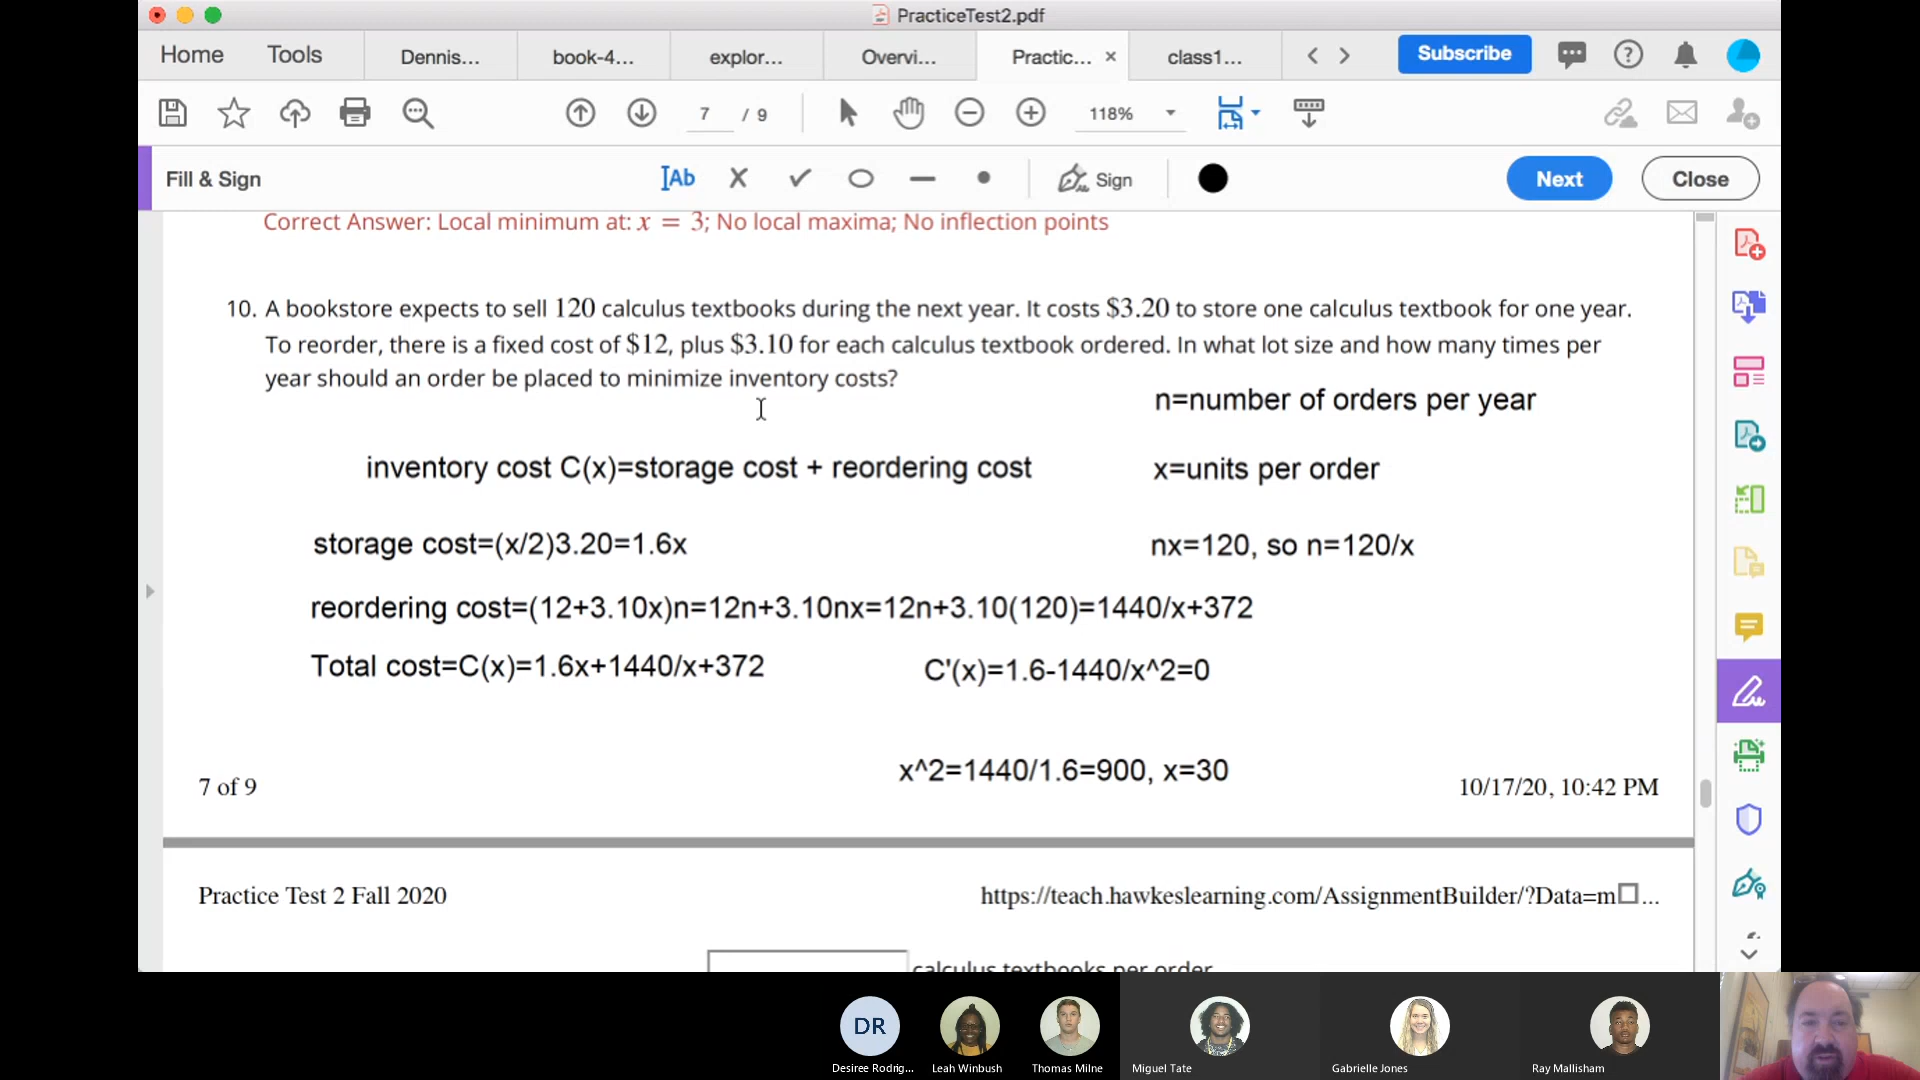 PracticeTest2.pdf
Home Tools Dennis... book-4... explor... Overvi... Practic... × class1... Subscribe
7 / 9 118%
Fill & Sign Ab Sign Next Close
Correct Answer: Local minimum at: x = 3; No local maxima; No inflection points
10. A bookstore expects to sell 120 calculus textbooks during the next year. It costs $3.20 to store one calculus textbook for one year.
To reorder, there is a fixed cost of $12, plus $3.10 for each calculus textbook ordered. In what lot size and how many times per
year should an order be placed to minimize inventory costs?
n=number of orders per year
inventory cost C(x)=storage cost + reordering cost
x=units per order
storage cost=(x/2)3.20=1.6x
nx=120, so n=120/x
reordering cost=(12+3.10x)n=12n+3.10nx=12n+3.10(120)=1440/x+372
Total cost=C(x)=1.6x+1440/x+372
C'(x)=1.6-1440/x^2=0
x^2=1440/1.6=900, x=30
7 of 9
10/17/20, 10:42 PM
Practice Test 2 Fall 2020
https://teach.hawkeslearning.com/AssignmentBuilder/?Data=m□...
calculus textbooks per order
DR
Desiree Rodrig... Leah Winbush Thomas Milne Miguel Tate Gabrielle Jones Ray Mallisham